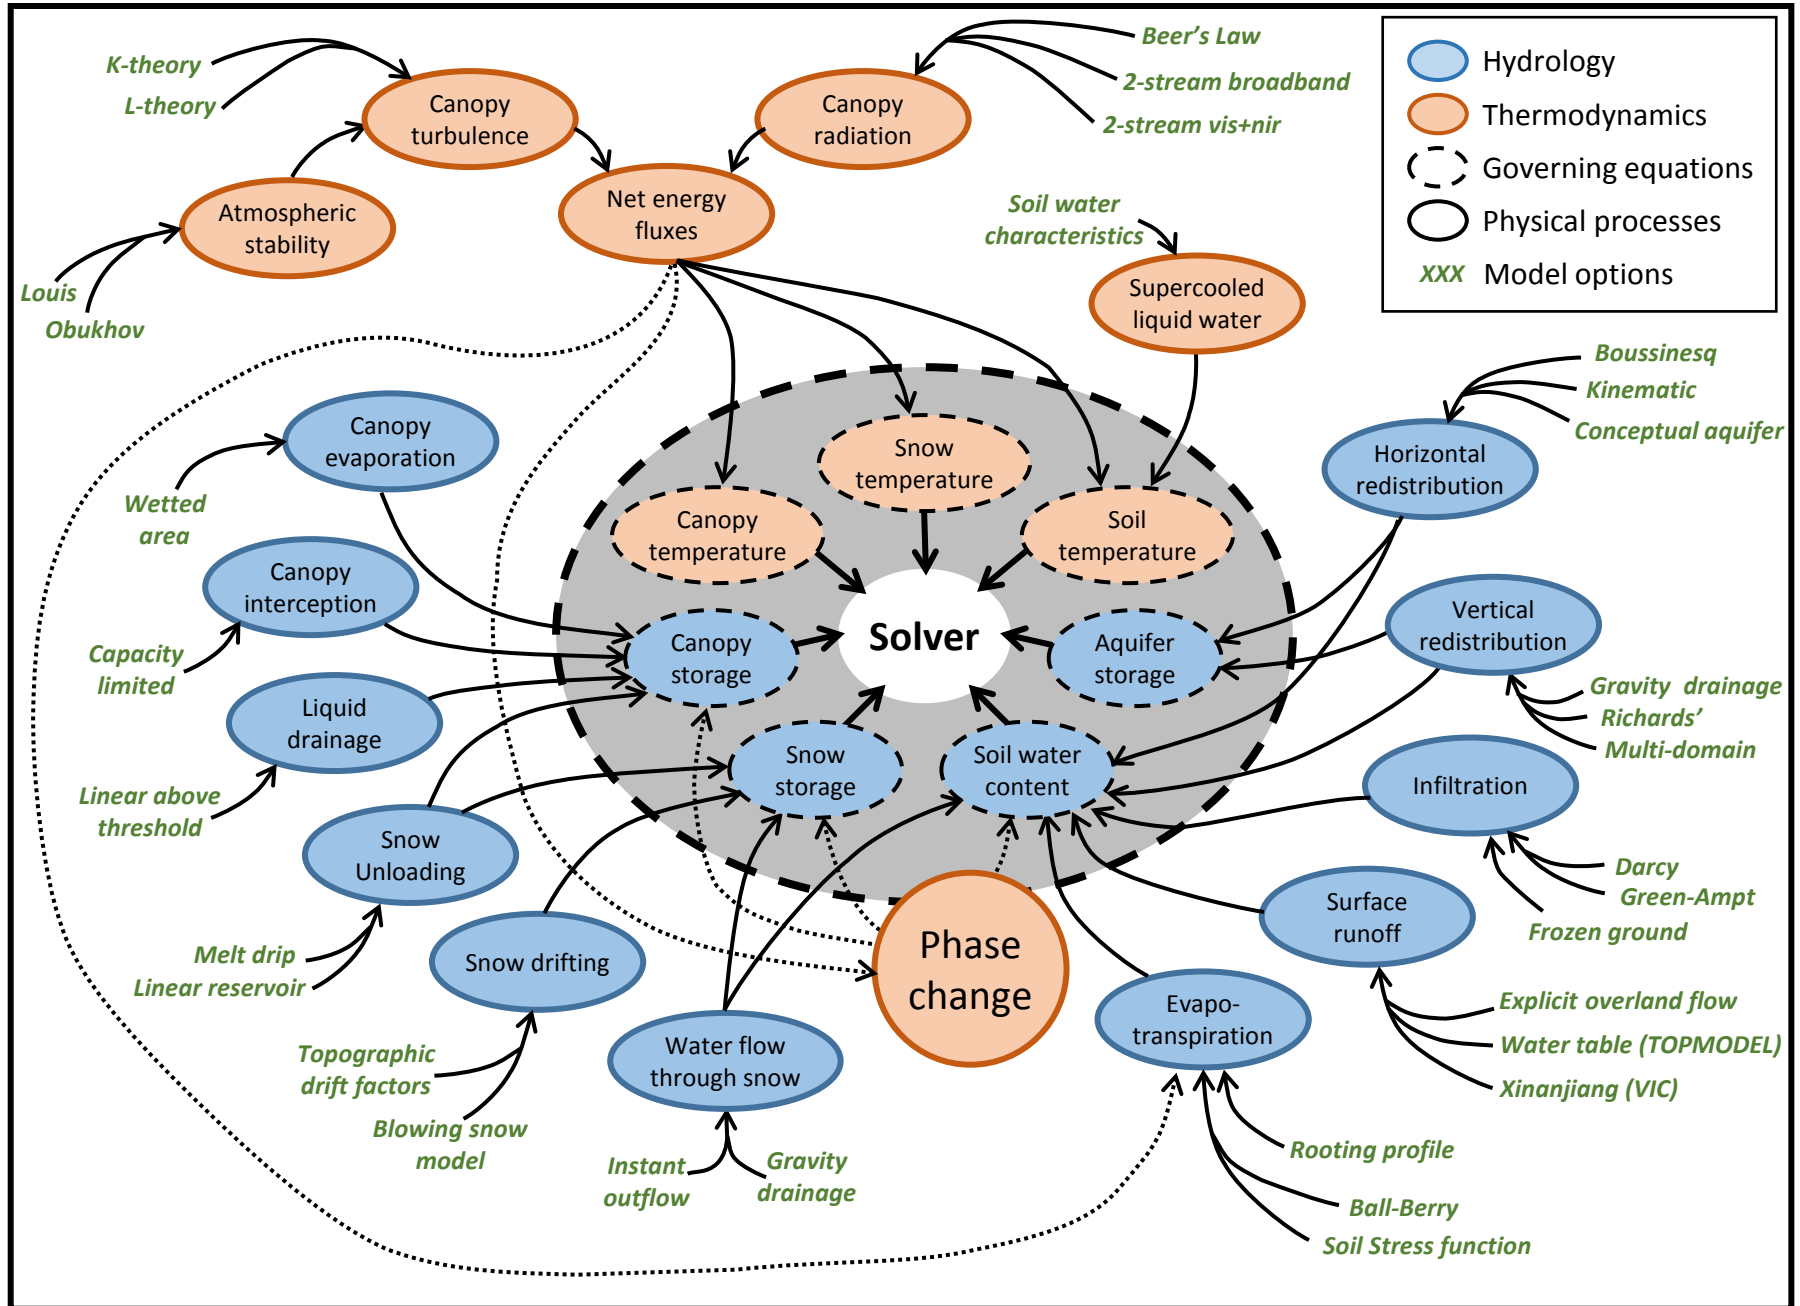 K-theory
L-theory
Canopy
turbulence
Canopy
radiation
Beer's Law
2-stream broadband
2-stream vis+nir
Hydrology
Thermodynamics
Governing equations
Physical processes
XXX Model options
Atmospheric
stability
Net energy
fluxes
Soil water
characteristics
Louis
Obukhov
Supercooled
liquid water
Boussinesq
Kinematic
Conceptual aquifer
Canopy
evaporation
Snow
temperature
Horizontal
redistribution
Wetted
area
Canopy
temperature
Soil
temperature
Canopy
interception
Capacity
limited
Canopy
storage
Solver
Aquifer
storage
Vertical
redistribution
Gravity drainage
Richards'
Multi-domain
Liquid
drainage
Linear above
threshold
Snow
storage
Soil water
content
Infiltration
Darcy
Green-Ampt
Frozen ground
Snow
Unloading
Melt drip
Linear reservoir
Snow drifting
Phase
change
Surface
runoff
Explicit overland flow
Water table (TOPMODEL)
Xinanjiang (VIC)
Topographic
drift factors
Blowing snow
model
Water flow
through snow
Evapo-
transpiration
Instant
outflow
Gravity
drainage
Rooting profile
Ball-Berry
Soil Stress function